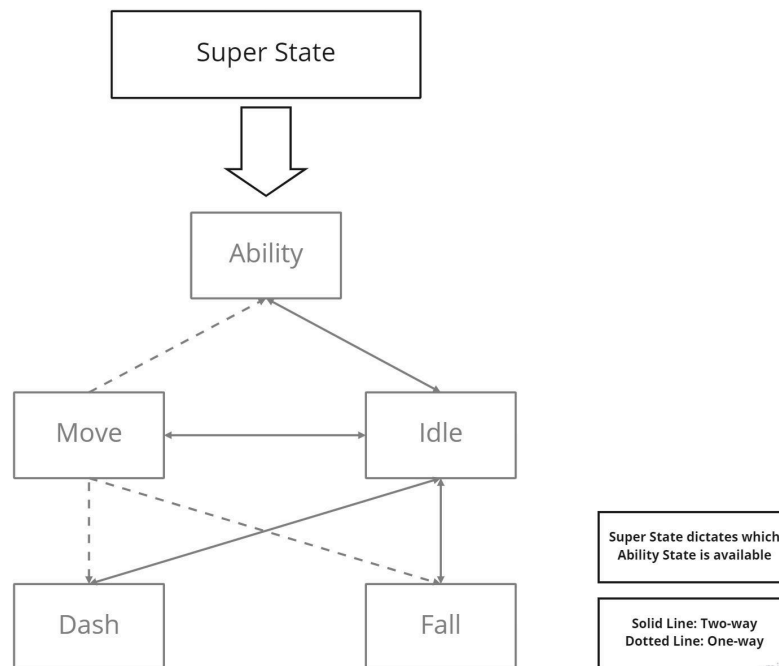 Super State
Ability
Move
Idle
Dash
Fall
Super State dictates which
Ability State is available
Solid Line: Two-way
Dotted Line: One-way